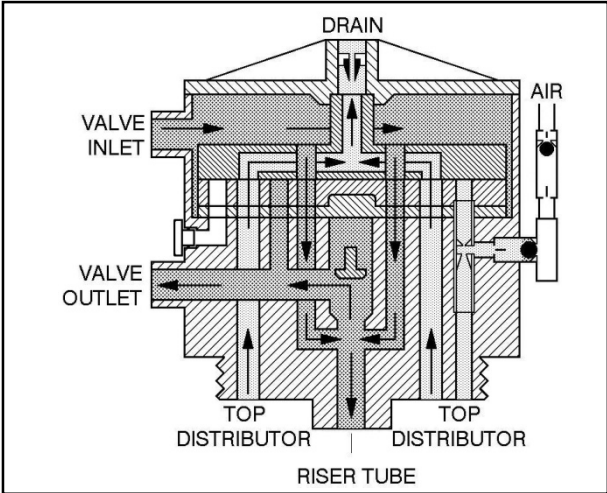 DRAIN
AIR
VALVE
INLET
VALVE
OUTLET
TOP
DISTRIBUTOR
TOP
DISTRIBUTOR
RISER TUBE